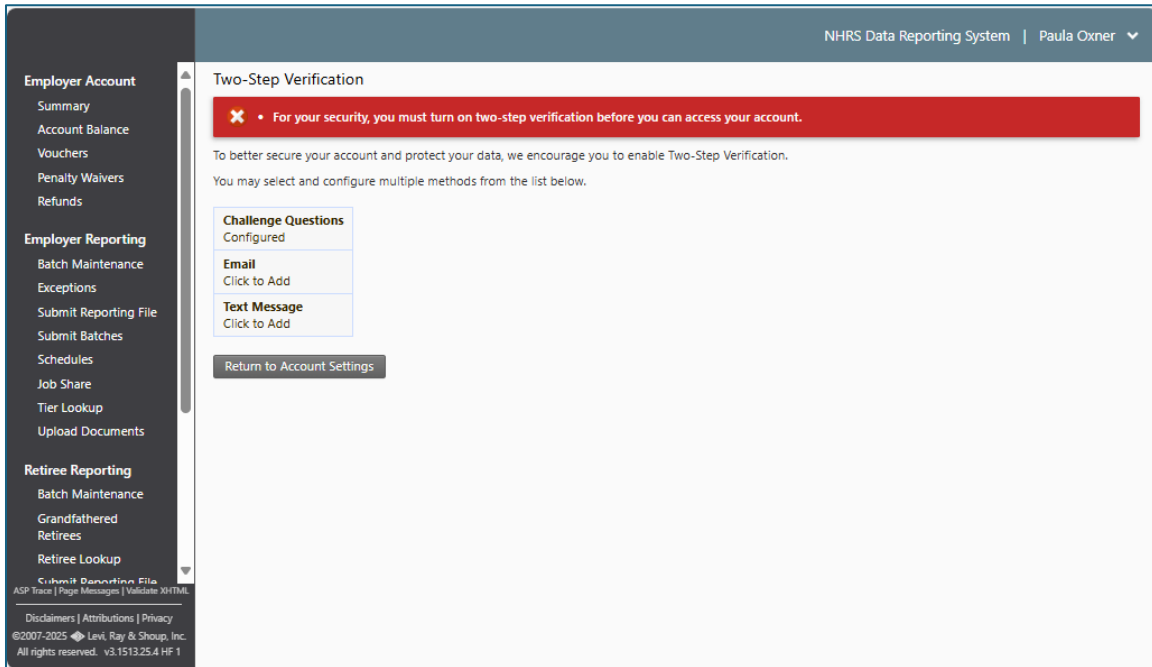 NHRS Data Reporting System | Paula Oxner
Employer Account
Summary
Account Balance
Vouchers
Penalty Waivers
Refunds
Employer Reporting
Batch Maintenance
Exceptions
Submit Reporting File
Submit Batches
Schedules
Job Share
Tier Lookup
Upload Documents
Retiree Reporting
Batch Maintenance
Grandfathered
Retirees
Retiree Lookup
Submit Reporting File
ASP Trace | Page Messages | Validate XHTML
Disclaimers | Attributions | Privacy
©2007-2025 Levi, Ray & Shoup, Inc.
All rights reserved. v3.1513.25.4 HF 1
Two-Step Verification
• For your security, you must turn on two-step verification before you can access your account.
To better secure your account and protect your data, we encourage you to enable Two-Step Verification.
You may select and configure multiple methods from the list below.
Challenge Questions
Configured
Email
Click to Add
Text Message
Click to Add
Return to Account Settings